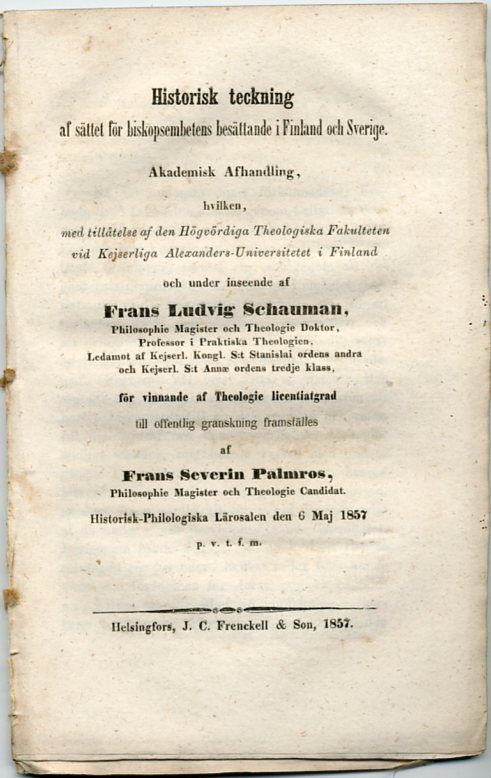 Historisk teckning
af sättet för biskopsembetens besättande i Finland och Sverige.
Akademisk Afhandling,
hvilken,
med tillåtelse af den Högvördiga Theologiska Fakulteten
vid Kejserliga Alexanders-Universitetet i Finland
och under inseende af
Frans Ludvig Schauman,
Philosophie Magister och Theologie Doktor,
Professor i Praktiska Theologien,
Ledamot af Kejserl. Kongl. S:t Stanislai ordens andra
och Kejserl. S:t Annæ ordens tredje klass,
för vinnande af Theologie licentiatgrad
till offentlig granskning framställes
af
Frans Severin Palmros,
Philosophie Magister och Theologie Candidat.
Historisk-Philologiska Lärosalen den 6 Maj 1857
p. v. t. f. m.
Helsingfors, J. C. Frenckell & Son, 1857.